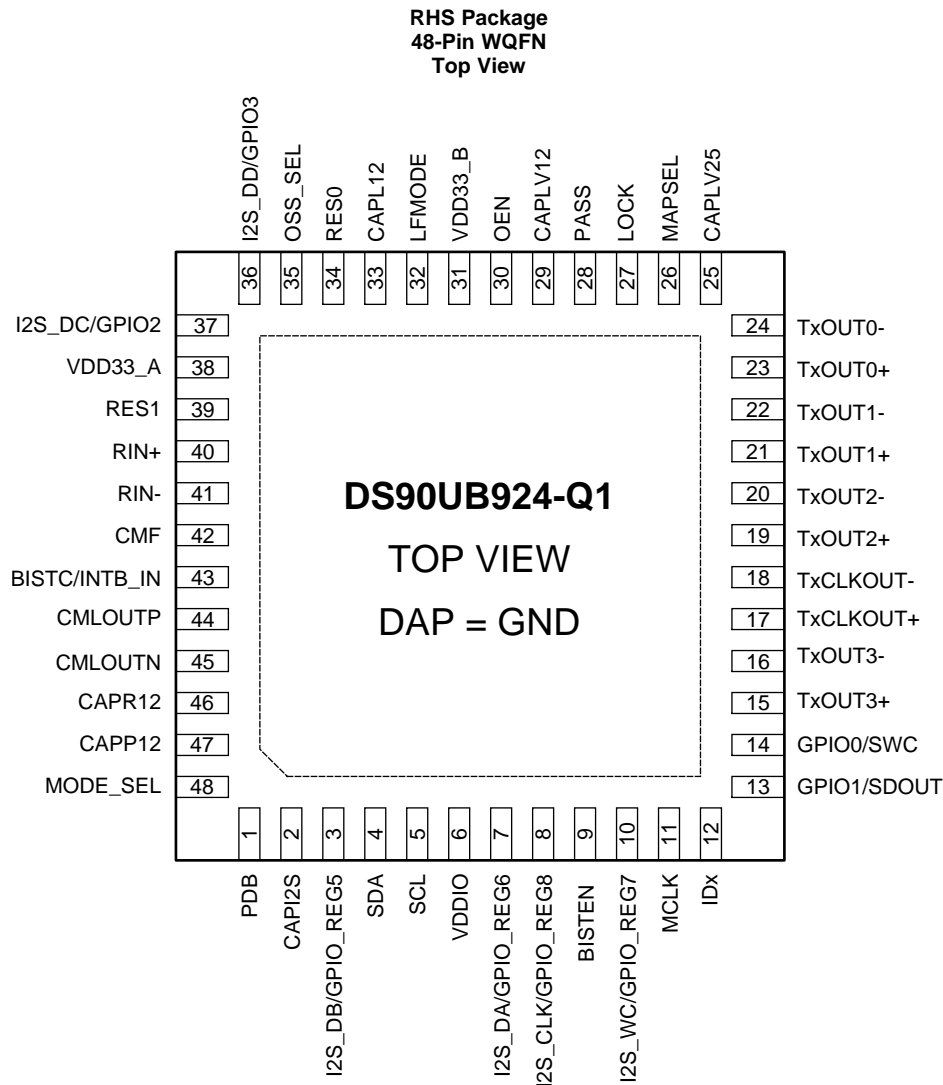 RHS Package
48-Pin WQFN
Top View
I2S_DD/GPIO3
OSS_SEL
RES0
CAPL12
LFMODE
VDD33_B
OEN
CAPLV12
PASS
LOCK
MAPSEL
CAPLV25
36
35
34
33
32
31
30
29
28
27
26
25
I2S_DC/GPIO2 37
VDD33_A 38
RES1 39
RIN+ 40
RIN- 41
CMF 42
BISTC/INTB_IN 43
CMLOUTP 44
CMLOUTN 45
CAPR12 46
CAPP12 47
MODE_SEL 48
DS90UB924-Q1
TOP VIEW
DAP = GND
24 TxOUT0-
23 TxOUT0+
22 TxOUT1-
21 TxOUT1+
20 TxOUT2-
19 TxOUT2+
18 TxCLKOUT-
17 TxCLKOUT+
16 TxOUT3-
15 TxOUT3+
14 GPIO0/SWC
13 GPIO1/SDOUT
1
2
3
4
5
6
7
8
9
10
11
12
PDB
CAPI2S
I2S_DB/GPIO_REG5
SDA
SCL
VDDIO
I2S_DA/GPIO_REG6
I2S_CLK/GPIO_REG8
BISTEN
I2S_WC/GPIO_REG7
MCLK
IDx